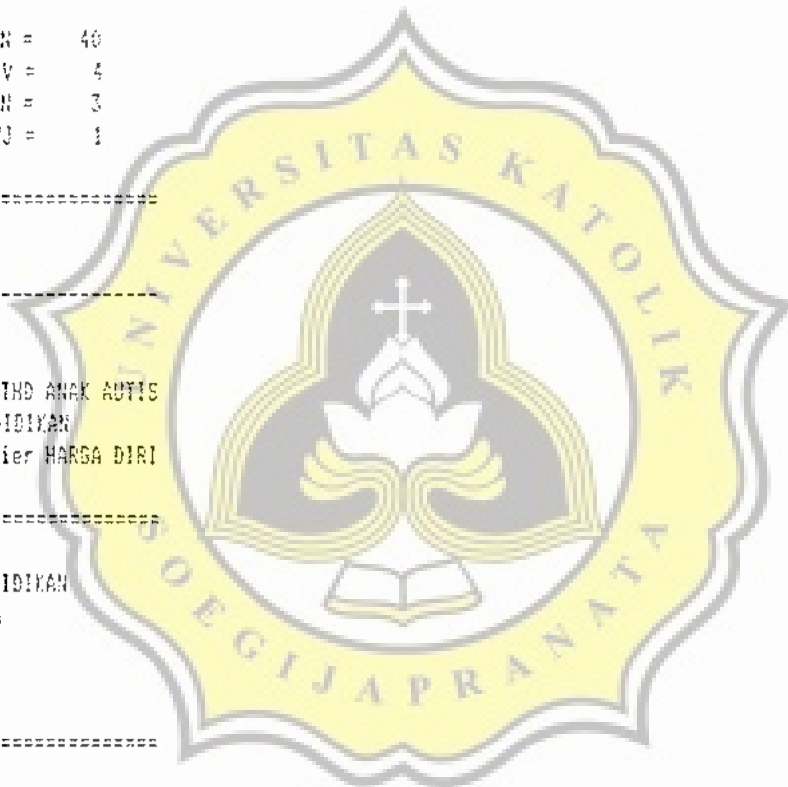 N = 40
V = 4
N = 3
J = 1
=============
-------------
THD ANAK AUTIS
IDIKAN
ier HARGA DIRI
=============
IDIKAN
=============
UNIVERSITAS KATOLIK
SOEGIJAPRANATA